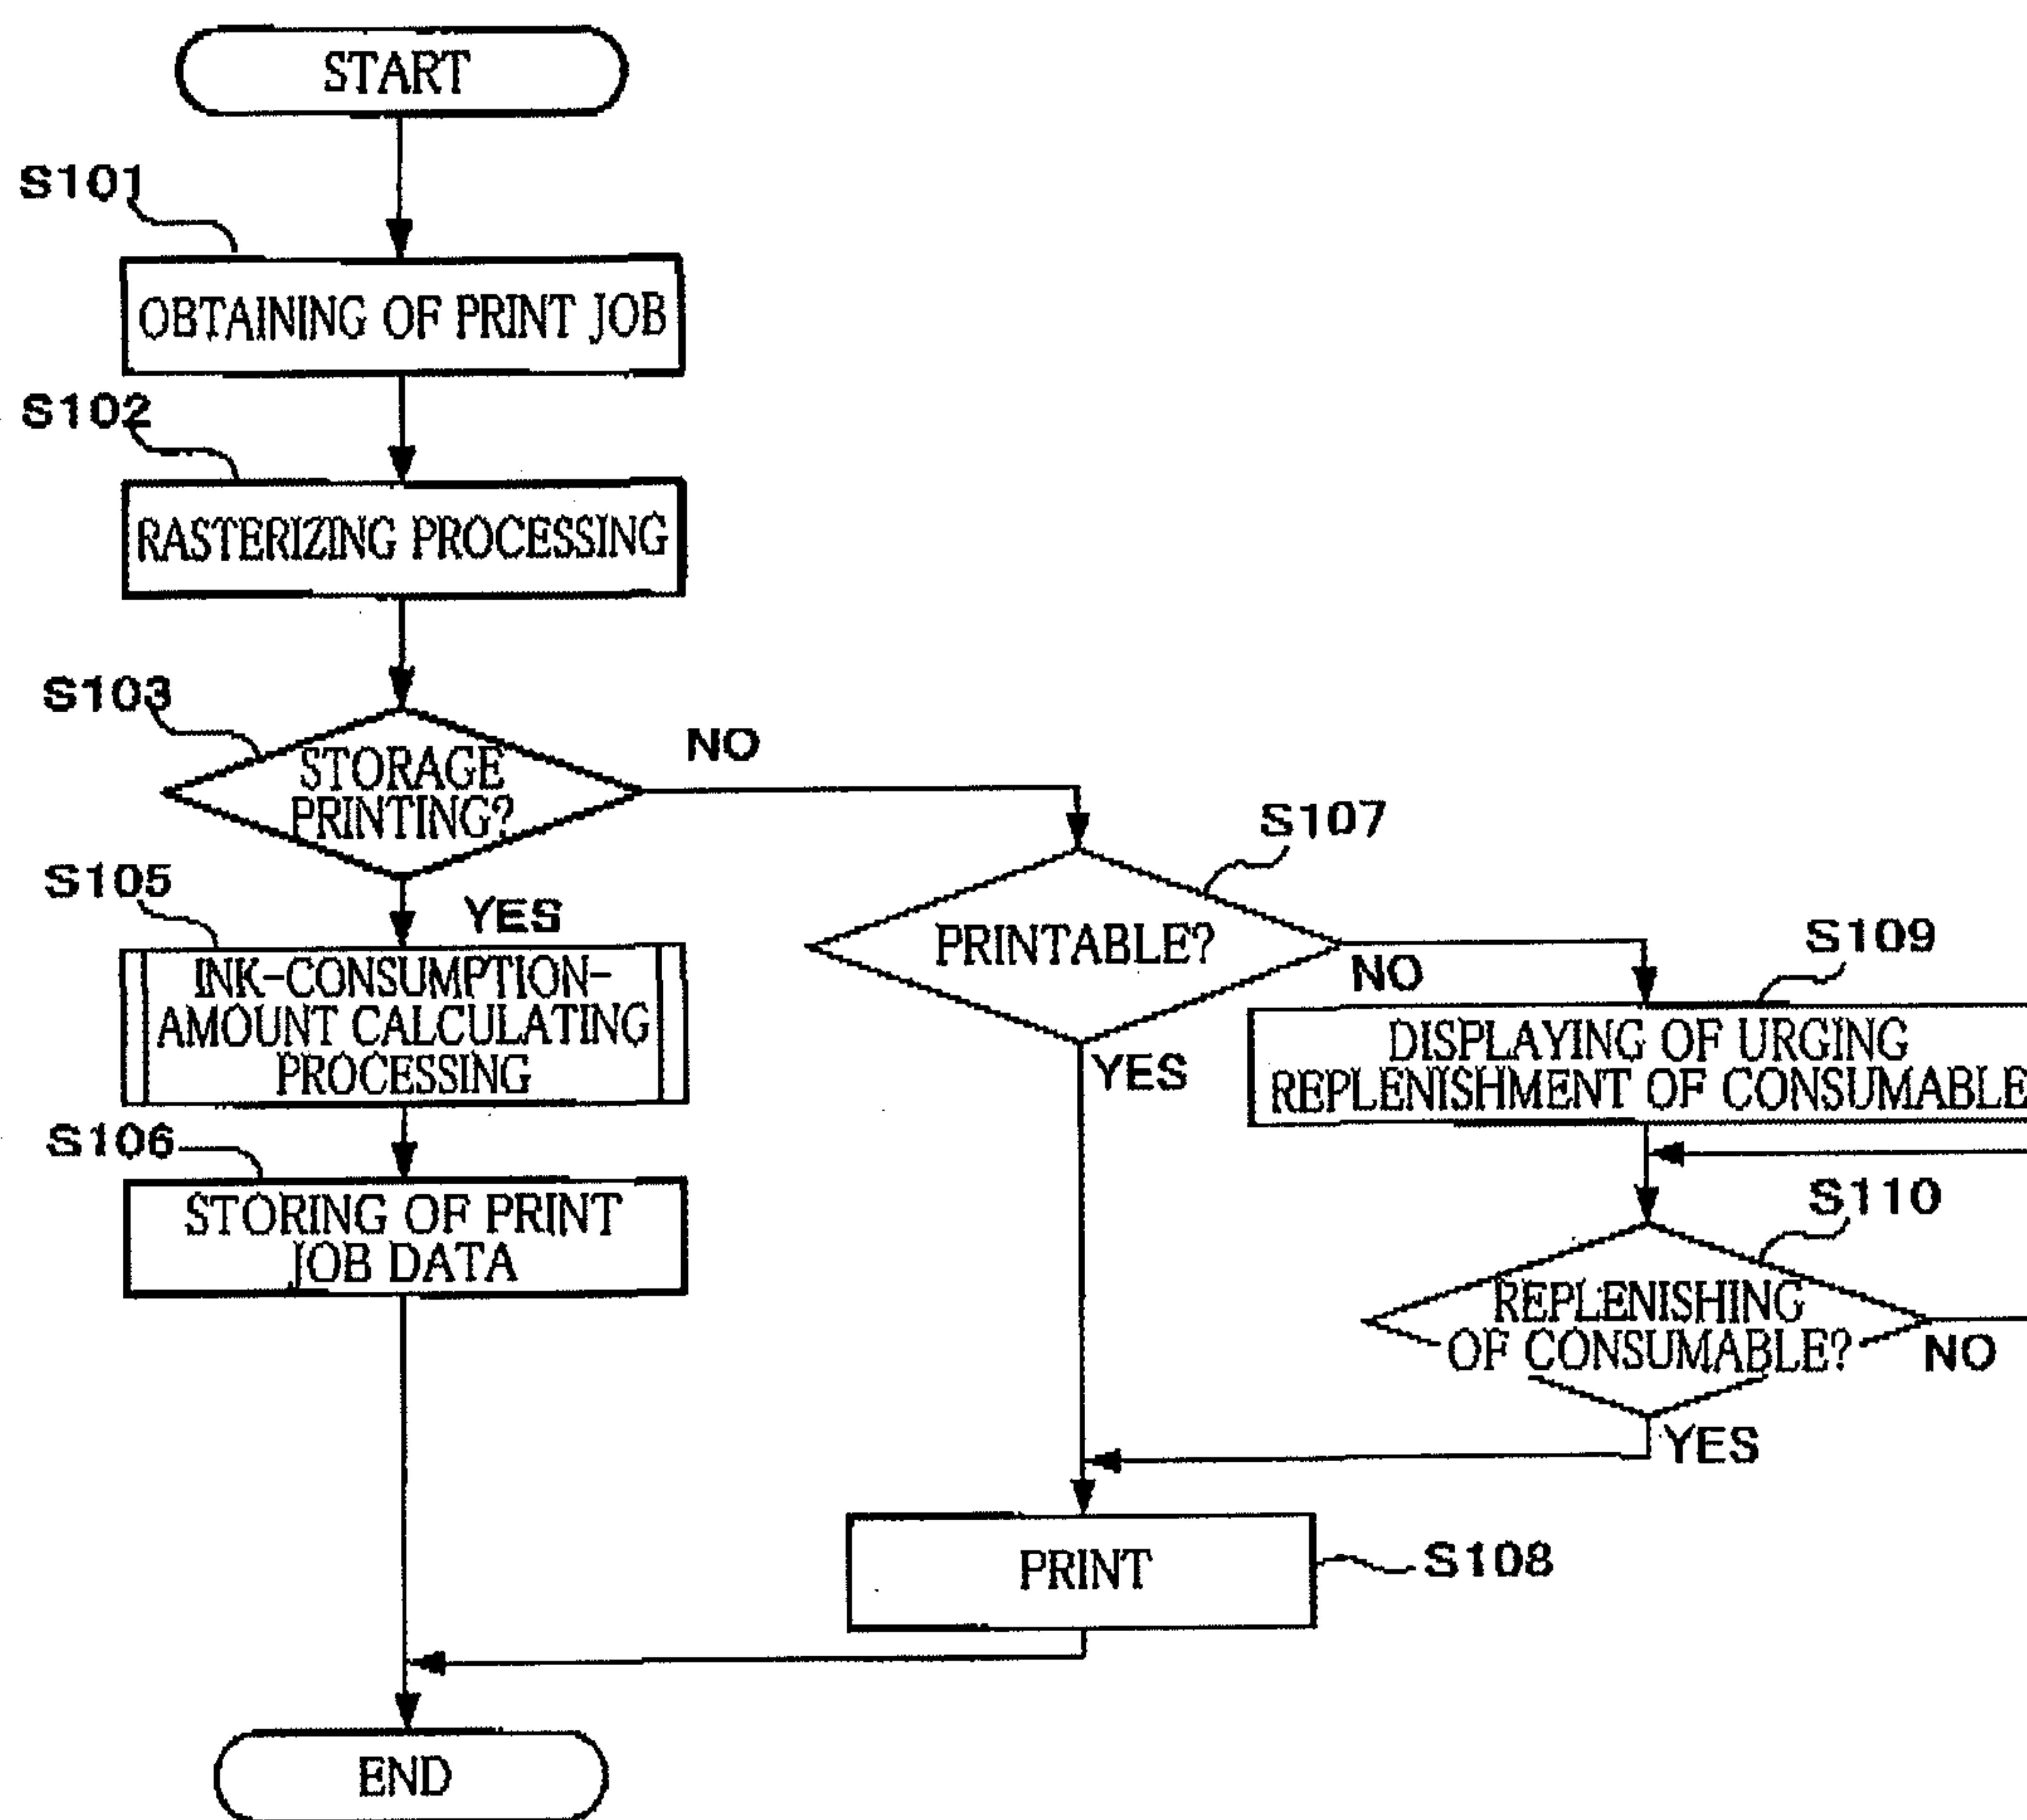 START
S101
OBTAINING OF PRINT JOB
S102
RASTERIZING PROCESSING
S103
STORAGE
PRINTING?
NO
S105
YES
INK-CONSUMPTION-
AMOUNT CALCULATING
PROCESSING
S106
STORING OF PRINT
JOB DATA
S107
PRINTABLE?
NO
YES
S109
DISPLAYING OF URGING
REPLENISHMENT OF CONSUMABLE
S110
REPLENISHING
OF CONSUMABLE?
NO
YES
PRINT
S108
END